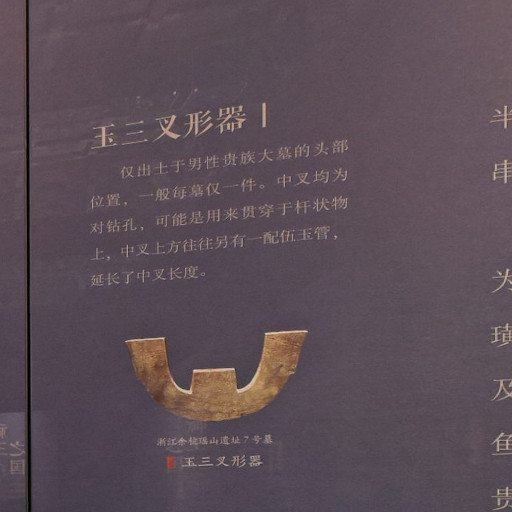 玉三叉形器
仅出土于男性贵族大墓的头部
位置，一般每墓仅一件。中叉均为
对钻孔，可能是用来贯穿于杆状物
上，中叉上方往往另有一配伍玉管，
延长了中叉长度。
浙江余杭瑶山遗址7号墓
玉三叉形器
半
串
为
璜
及
鱼
贵